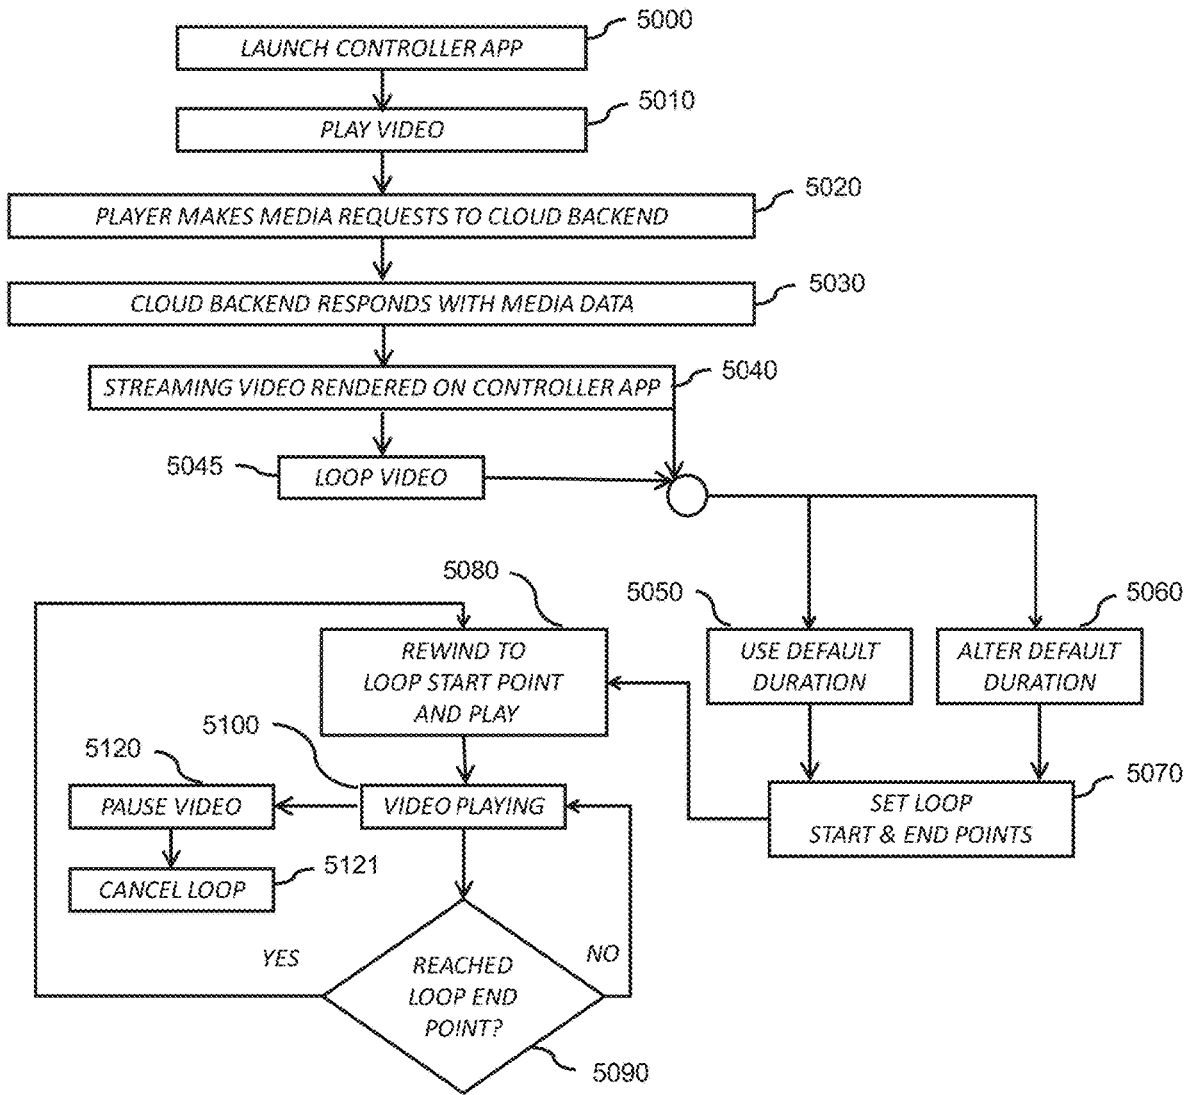 LAUNCH CONTROLLER APP
5000
PLAY VIDEO
5010
PLAYER MAKES MEDIA REQUESTS TO CLOUD BACKEND
5020
CLOUD BACKEND RESPONDS WITH MEDIA DATA
5030
STREAMING VIDEO RENDERED ON CONTROLLER APP
5040
5045
LOOP VIDEO
5050
USE DEFAULT
DURATION
5060
ALTER DEFAULT
DURATION
5070
SET LOOP
START & END POINTS
5080
REWIND TO
LOOP START POINT
AND PLAY
5100
VIDEO PLAYING
5120
PAUSE VIDEO
5121
CANCEL LOOP
YES
NO
REACHED
LOOP END
POINT?
5090